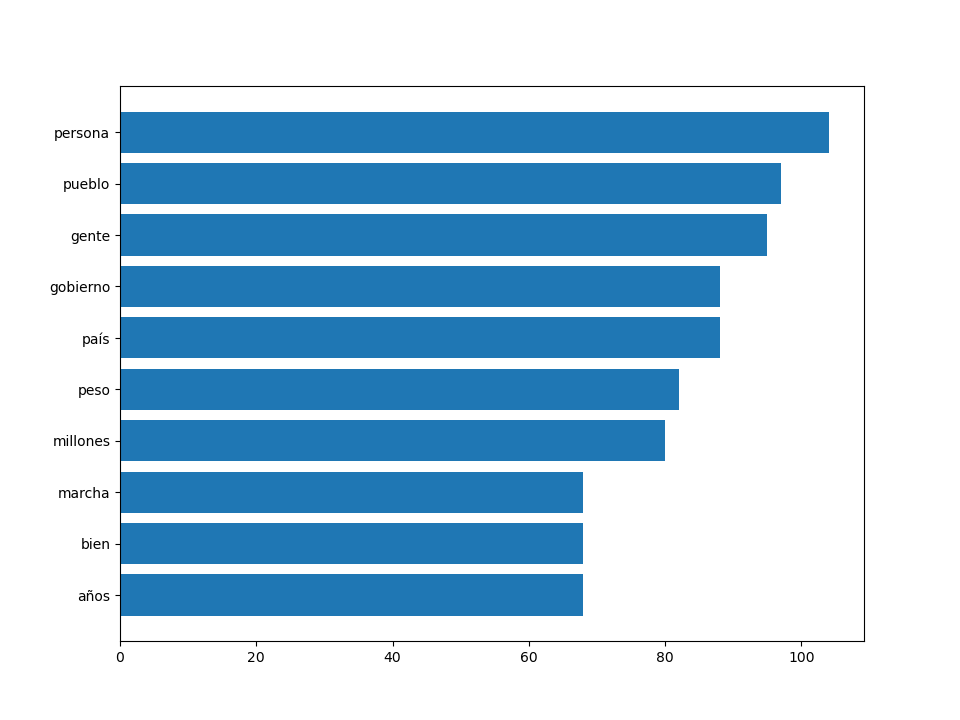 persona
pueblo
gente
gobierno
país
peso
millones
marcha
bien
años
0 20 40 60 80 100